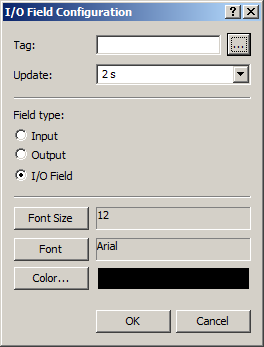 I/O Field Configuration ? X
Tag: ...
Update: 2 s
Field type:
Input
Output
I/O Field
Font Size 12
Font Arial
Color...
OK Cancel